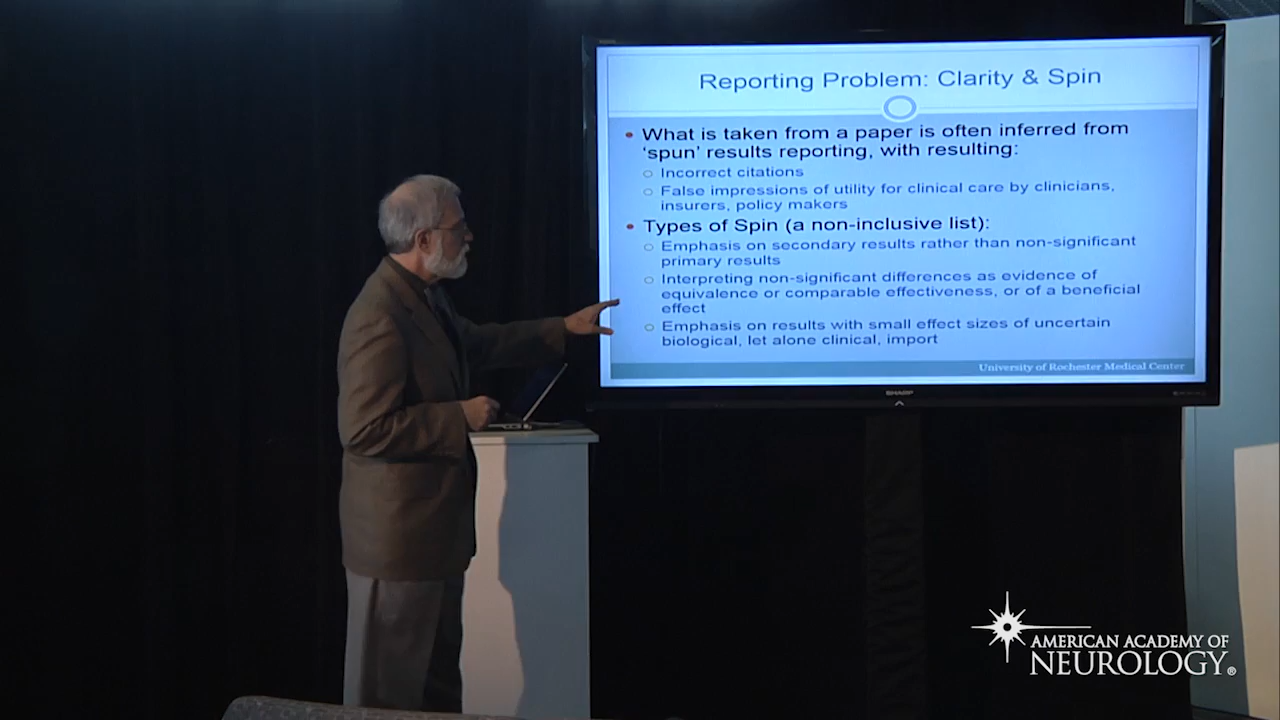 Reporting Problem: Clarity & Spin
• What is taken from a paper is often inferred from
‘spun’ results reporting, with resulting:
○ Incorrect citations
○ False impressions of utility for clinical care by clinicians,
insurers, policy makers
• Types of Spin (a non-inclusive list):
○ Emphasis on secondary results rather than non-significant
primary results
○ Interpreting non-significant differences as evidence of
equivalence or comparable effectiveness, or of a beneficial
effect
○ Emphasis on results with small effect sizes of uncertain
biological, let alone clinical, import
University of Rochester Medical Center
SHARP
AMERICAN ACADEMY OF
NEUROLOGY®